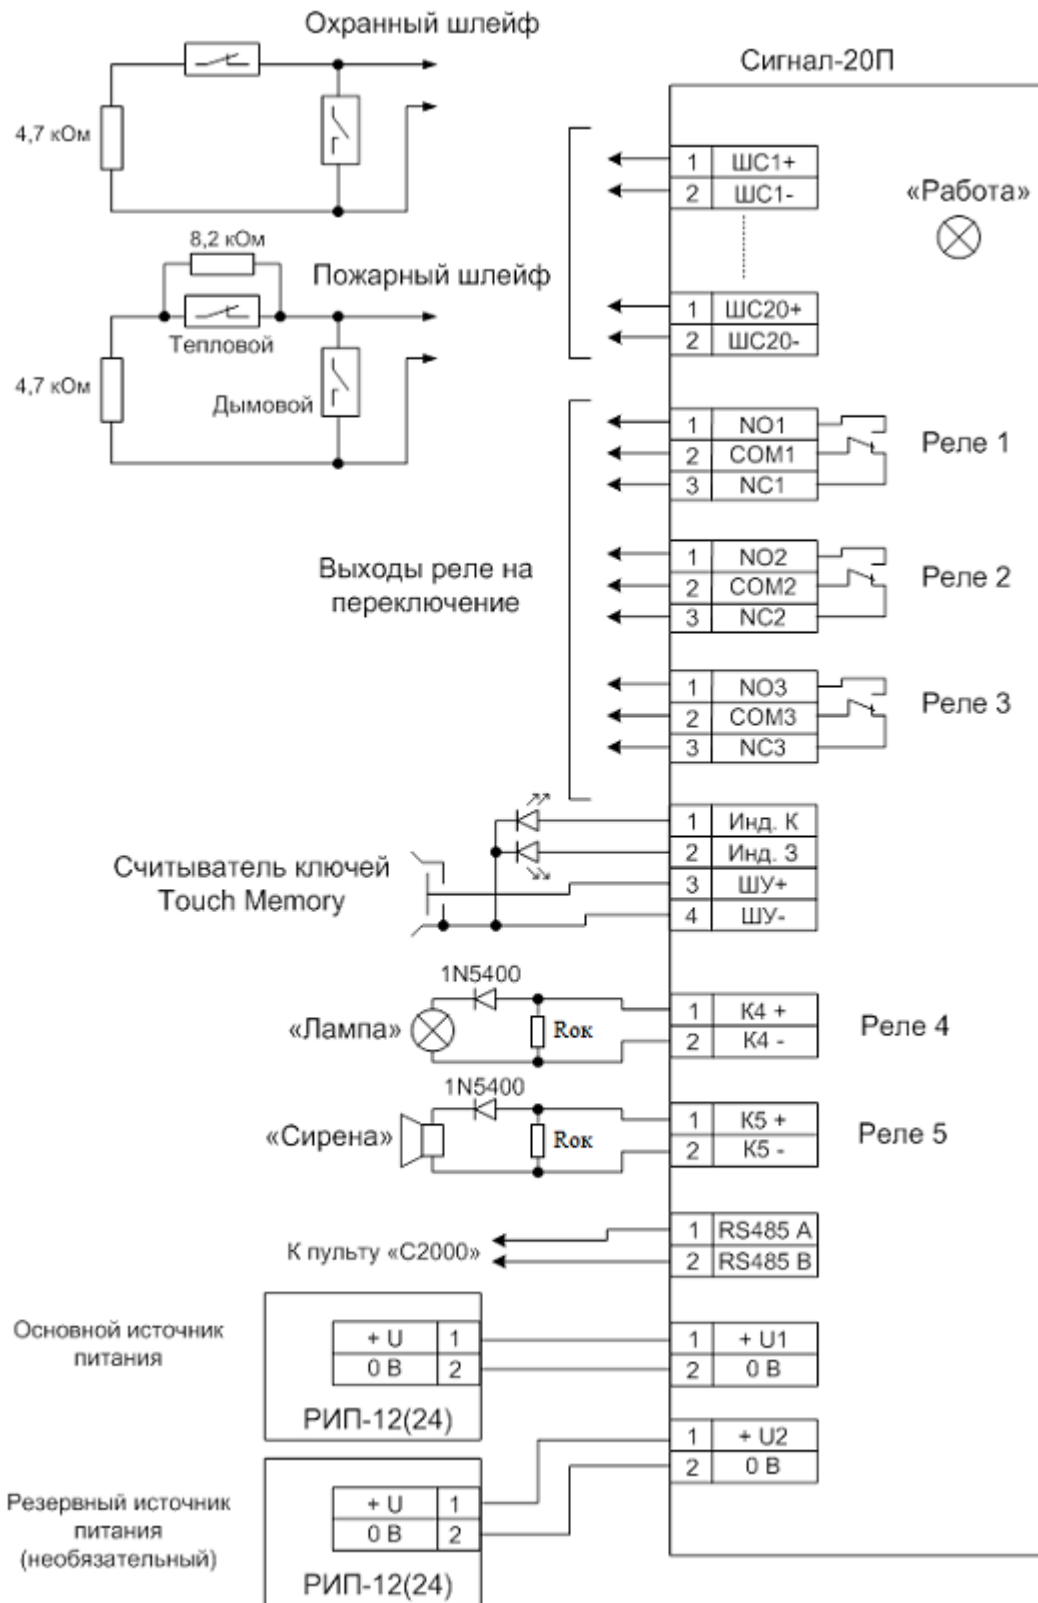 Охранный шлейф
4,7 кОм
8,2 кОм
Пожарный шлейф
Тепловой
4,7 кОм
Дымовой
Сигнал-20П
«Работа»
1 ШС1+
2 ШС1-
1 ШС20+
2 ШС20-
Выходы реле на
переключение
1 NO1
2 COM1
3 NC1
Реле 1
1 NO2
2 COM2
3 NC2
Реле 2
1 NO3
2 COM3
3 NC3
Реле 3
Считыватель ключей
Touch Memory
1 Инд. К
2 Инд. З
3 ШУ+
4 ШУ-
1N5400
«Лампа»
Rок
1 К4 +
2 К4 -
Реле 4
1N5400
«Сирена»
Rок
1 К5 +
2 К5 -
Реле 5
К пульту «С2000»
1 RS485 A
2 RS485 B
Основной источник
питания
+ U 1
0 В 2
РИП-12(24)
1 + U1
2 0 В
1 + U2
2 0 В
Резервный источник
питания
(необязательный)
+ U 1
0 В 2
РИП-12(24)